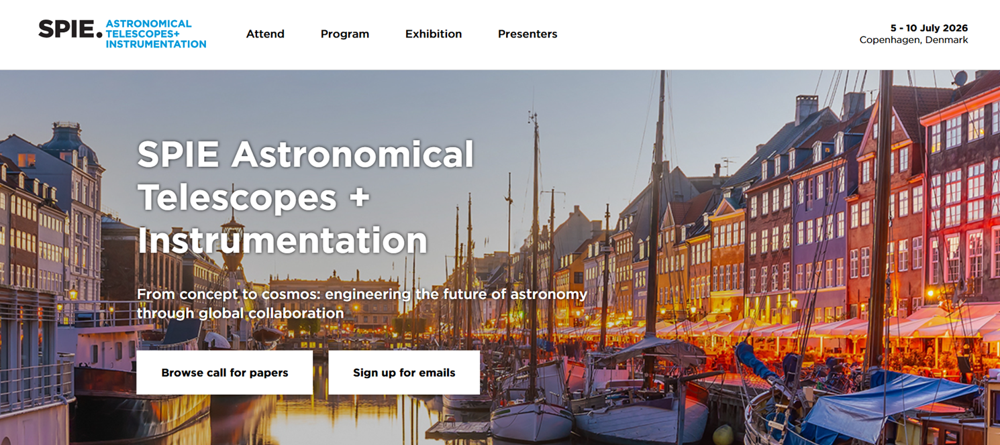 SPIE. ASTRONOMICAL
TELESCOPES+
INSTRUMENTATION
Attend
Program
Exhibition
Presenters
5 - 10 July 2026
Copenhagen, Denmark
SPIE Astronomical
Telescopes +
Instrumentation
From concept to cosmos: engineering the future of astronomy
through global collaboration
Browse call for papers
Sign up for emails